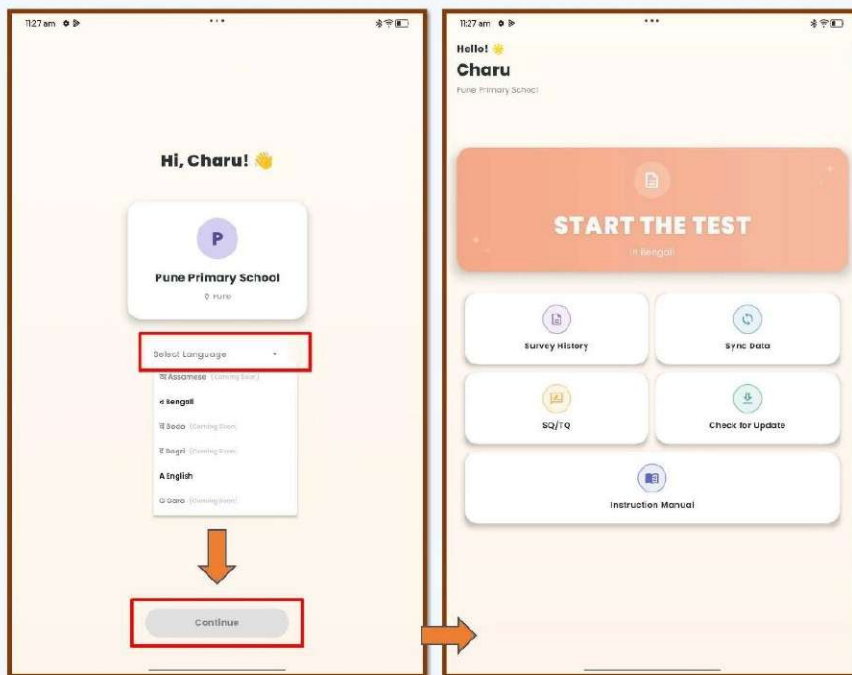 11:27 am
Hi, Charu!
P
Pune Primary School
Pune
Select Language
অ Assamese (Coming Soon)
Bengali
Bodo (Coming Soon)
Dogri (Coming Soon)
A English
Garo (Coming Soon)
Continue
11:27 am
Hello!
Charu
Pune Primary School
START THE TEST
in Bengali
Survey History
Sync Data
SQ/TQ
Check for Update
Instruction Manual